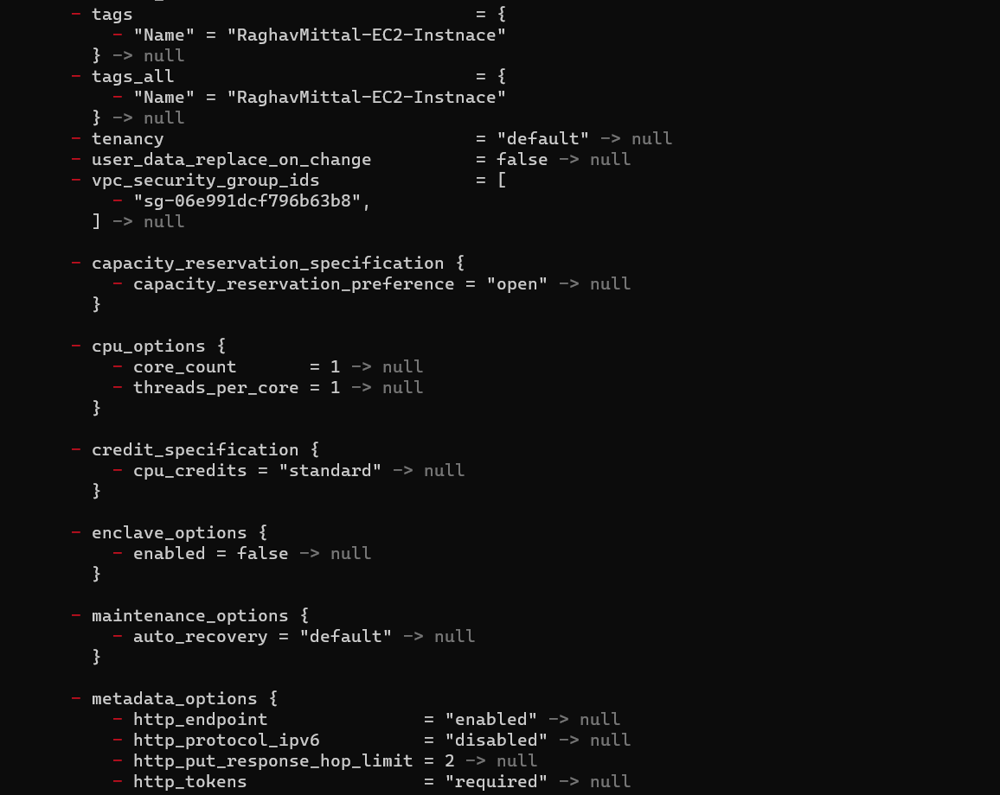 - tags = {
- "Name" = "RaghavMittal-EC2-Instnace"
} -> null
- tags_all = {
- "Name" = "RaghavMittal-EC2-Instnace"
} -> null
- tenancy = "default" -> null
- user_data_replace_on_change = false -> null
- vpc_security_group_ids = [
- "sg-06e991dcf796b63b8",
] -> null
- capacity_reservation_specification {
- capacity_reservation_preference = "open" -> null
}
- cpu_options {
- core_count = 1 -> null
- threads_per_core = 1 -> null
}
- credit_specification {
- cpu_credits = "standard" -> null
}
- enclave_options {
- enabled = false -> null
}
- maintenance_options {
- auto_recovery = "default" -> null
}
- metadata_options {
- http_endpoint = "enabled" -> null
- http_protocol_ipv6 = "disabled" -> null
- http_put_response_hop_limit = 2 -> null
- http_tokens = "required" -> null